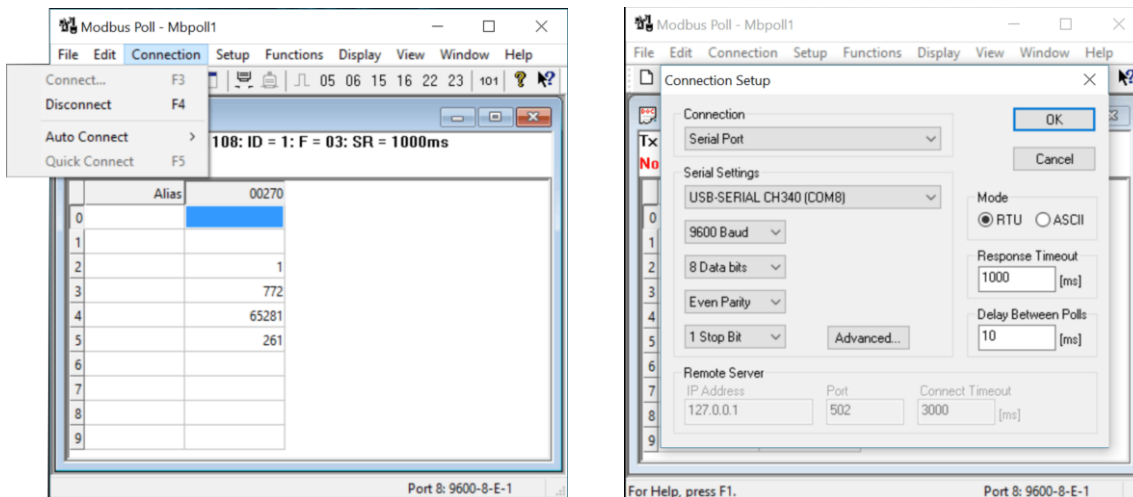 Modbus Poll - Mbpoll1
File Edit Connection Setup Functions Display View Window Help
Connect... F3
Disconnect F4
Auto Connect >
Quick Connect F5
05 06 15 16 22 23 101
108: ID = 1: F = 03: SR = 1000ms
Alias 00270
0
1
2 1
3 772
4 65281
5 261
6
7
8
9
Port 8: 9600-8-E-1
Modbus Poll - Mbpoll1
File Edit Connection Setup Functions Display View Window Help
Connection Setup
Tx
No
0
1
2
3
4
5
6
7
8
9
Connection
Serial Port
OK
Cancel
Serial Settings
USB-SERIAL CH340 (COM8)
9600 Baud
8 Data bits
Even Parity
1 Stop Bit
Advanced...
Mode
RTU ASCII
Response Timeout
1000 [ms]
Delay Between Polls
10 [ms]
Remote Server
IP Address Port Connect Timeout
127.0.0.1 502 3000 [ms]
For Help, press F1. Port 8: 9600-8-E-1